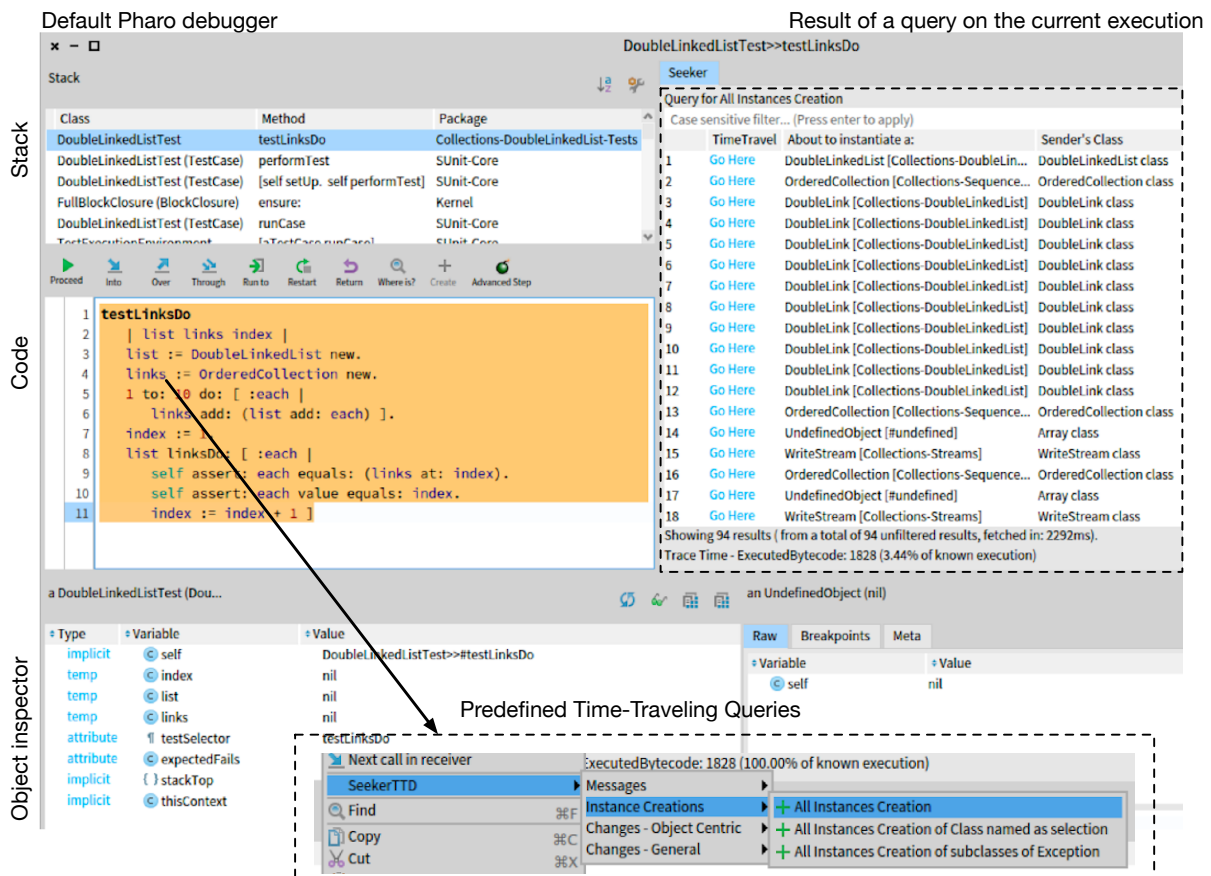 Default Pharo debugger
Result of a query on the current execution
DoubleLinkedListTest>>testLinksDo
Stack
Stack
Class Method Package
DoubleLinkedListTest testLinksDo Collections-DoubleLinkedList-Tests
DoubleLinkedListTest (TestCase) performTest SUnit-Core
DoubleLinkedListTest (TestCase) [self setUp. self performTest] SUnit-Core
FullBlockClosure (BlockClosure) ensure: Kernel
DoubleLinkedListTest (TestCase) runCase SUnit-Core
TestExecutionEnvironment [aTestCase runCase] SUnit-Core
Seeker
Query for All Instances Creation
Case sensitive filter... (Press enter to apply)
TimeTravel About to instantiate a: Sender's Class
1 Go Here DoubleLinkedList [Collections-DoubleLin... DoubleLinkedList class
2 Go Here OrderedCollection [Collections-Sequence... OrderedCollection class
3 Go Here DoubleLink [Collections-DoubleLinkedList] DoubleLink class
4 Go Here DoubleLink [Collections-DoubleLinkedList] DoubleLink class
5 Go Here DoubleLink [Collections-DoubleLinkedList] DoubleLink class
6 Go Here DoubleLink [Collections-DoubleLinkedList] DoubleLink class
7 Go Here DoubleLink [Collections-DoubleLinkedList] DoubleLink class
8 Go Here DoubleLink [Collections-DoubleLinkedList] DoubleLink class
9 Go Here DoubleLink [Collections-DoubleLinkedList] DoubleLink class
10 Go Here DoubleLink [Collections-DoubleLinkedList] DoubleLink class
11 Go Here DoubleLink [Collections-DoubleLinkedList] DoubleLink class
12 Go Here DoubleLink [Collections-DoubleLinkedList] DoubleLink class
13 Go Here OrderedCollection [Collections-Sequence... OrderedCollection class
14 Go Here UndefinedObject [#undefined] Array class
15 Go Here WriteStream [Collections-Streams] WriteStream class
16 Go Here OrderedCollection [Collections-Sequence... OrderedCollection class
17 Go Here UndefinedObject [#undefined] Array class
18 Go Here WriteStream [Collections-Streams] WriteStream class
Showing 94 results ( from a total of 94 unfiltered results, fetched in: 2292ms).
Trace Time - ExecutedBytecode: 1828 (3.44% of known execution)
Proceed Into Over Through Run to Restart Return Where is? Create Advanced Step
Code
1 testLinksDo
2 | list links index |
3 list := DoubleLinkedList new.
4 links := OrderedCollection new.
5 1 to: 10 do: [ :each |
6 links add: (list add: each) ].
7 index := 1.
8 list linksDo: [ :each |
9 self assert: each equals: (links at: index).
10 self assert: each value equals: index.
11 index := index + 1 ]
Object inspector
a DoubleLinkedListTest (Dou...
Type Variable Value
implicit self DoubleLinkedListTest>>#testLinksDo
temp index nil
temp list nil
temp links nil
attribute testSelector testLinksDo
attribute expectedFails
implicit { } stackTop
implicit thisContext
an UndefinedObject (nil)
Raw Breakpoints Meta
Variable Value
self nil
Predefined Time-Traveling Queries
Next call in receiver
SeekerTTD
Find ⌘F
Copy ⌘C
Cut ⌘X
ExecutedBytecode: 1828 (100.00% of known execution)
Messages
Instance Creations
Changes - Object Centric
Changes - General
All Instances Creation
All Instances Creation of Class named as selection
All Instances Creation of subclasses of Exception